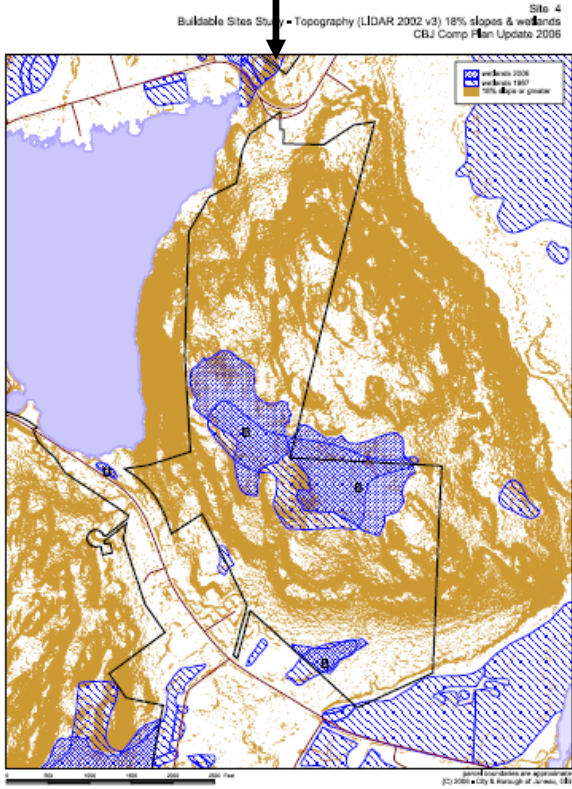 Site 4
Buildable Sites Study - Topography (LIDAR 2002 v3) 18% slopes & wetlands
CBJ Comp Plan Update 2006
wetlands 2006
wetlands 1987
18% slope or greater
B
B
U
B
0 500 1000 1500 2000 2500 Feet
parcel boundaries are approximate
(C) 2006 - City & Borough of Juneau, GIS